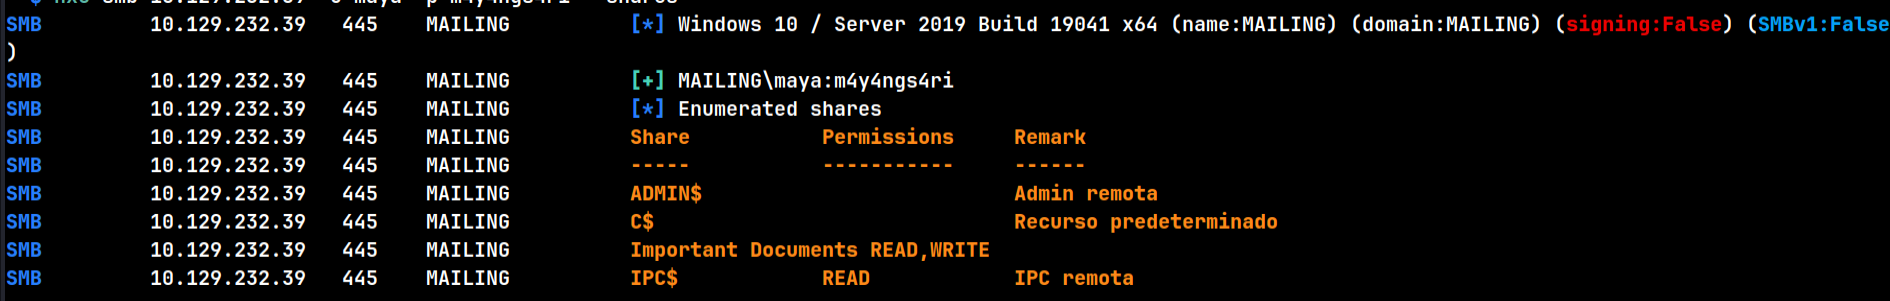 SMB 10.129.232.39 445 MAILING [*] Windows 10 / Server 2019 Build 19041 x64 (name:MAILING) (domain:MAILING) (signing:False) (SMBv1:False
)
SMB 10.129.232.39 445 MAILING [+] MAILING\maya:m4y4ngs4ri
SMB 10.129.232.39 445 MAILING [*] Enumerated shares
SMB 10.129.232.39 445 MAILING Share Permissions Remark
SMB 10.129.232.39 445 MAILING ----- ----------- ------
SMB 10.129.232.39 445 MAILING ADMIN$ Admin remota
SMB 10.129.232.39 445 MAILING C$ Recurso predeterminado
SMB 10.129.232.39 445 MAILING Important Documents READ,WRITE
SMB 10.129.232.39 445 MAILING IPC$ READ IPC remota